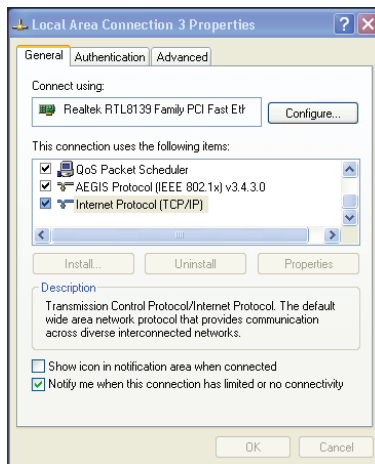 Local Area Connection 3 Properties
General Authentication Advanced
Connect using:
Realtek RTL8139 Family PCI Fast Eth
Configure...
This connection uses the following items:
QoS Packet Scheduler
AEGIS Protocol (IEEE 802.1x) v3.4.3.0
Internet Protocol (TCP/IP)
Install... Uninstall Properties
Description
Transmission Control Protocol/Internet Protocol. The default
wide area network protocol that provides communication
across diverse interconnected networks.
Show icon in notification area when connected
Notify me when this connection has limited or no connectivity
OK Cancel